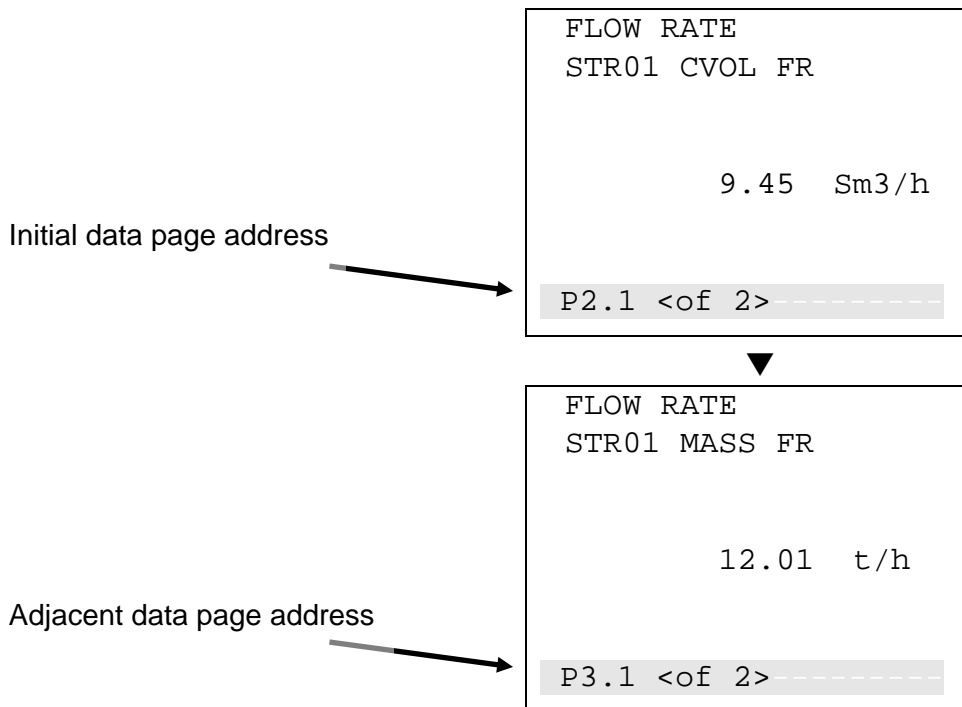 FLOW RATE
STR01 CVOL FR
9.45 Sm3/h
Initial data page address
P2.1 <of 2>---------
FLOW RATE
STR01 MASS FR
12.01 t/h
Adjacent data page address
P3.1 <of 2>---------